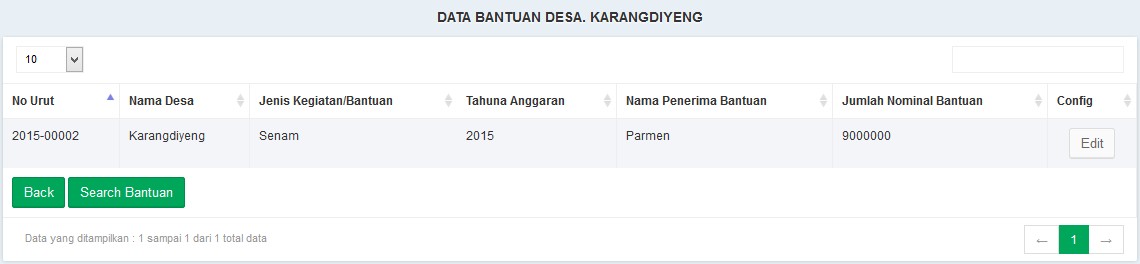 DATA BANTUAN DESA. KARANGDIYENG
10
No Urut Nama Desa Jenis Kegiatan/Bantuan Tahuna Anggaran Nama Penerima Bantuan Jumlah Nominal Bantuan Config
2015-00002 Karangdiyeng Senam 2015 Parmen 9000000 Edit
Back Search Bantuan
Data yang ditampilkan : 1 sampai 1 dari 1 total data ← 1 →